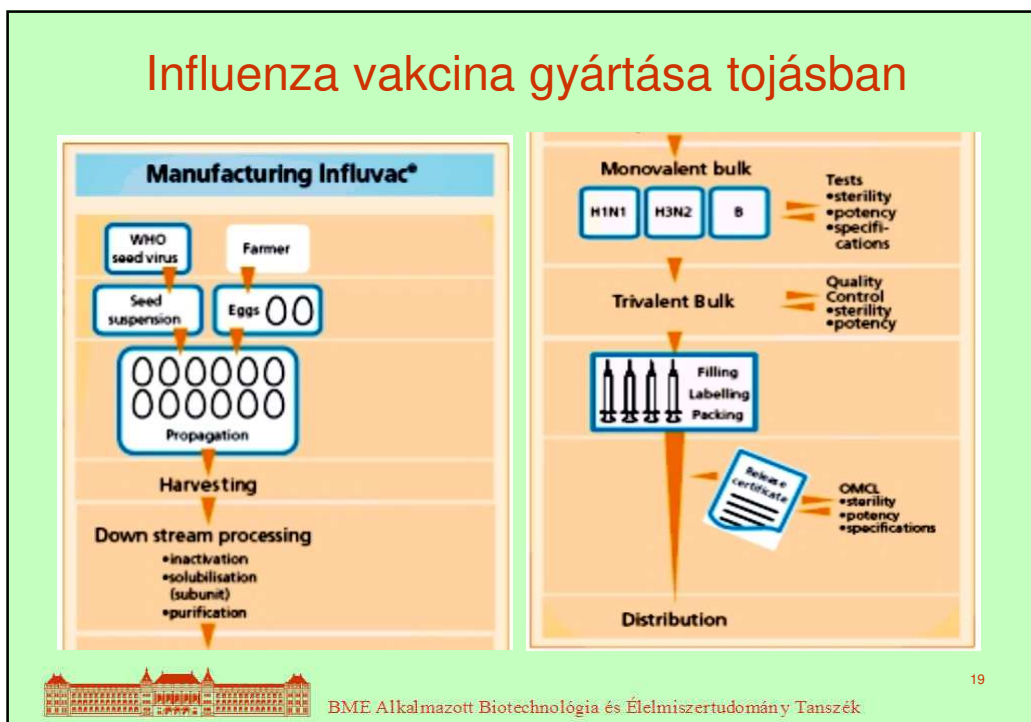 Influenza vakcina gyártása tojásban
Manufacturing Influvac®
WHO
seed virus
Farmer
Seed
suspension
Eggs
Propagation
Harvesting
Down stream processing
•inactivation
•solubilisation
(subunit)
•purification
Monovalent bulk
H1N1
H3N2
B
Tests
•sterility
•potency
•specifi-
cations
Trivalent Bulk
Quality
Control
•sterility
•potency
Filling
Labelling
Packing
Release
certificate
OMCL
•sterility
•potency
•specifications
Distribution
19
BME Alkalmazott Biotechnológia és Élelmiszertudomány Tanszék